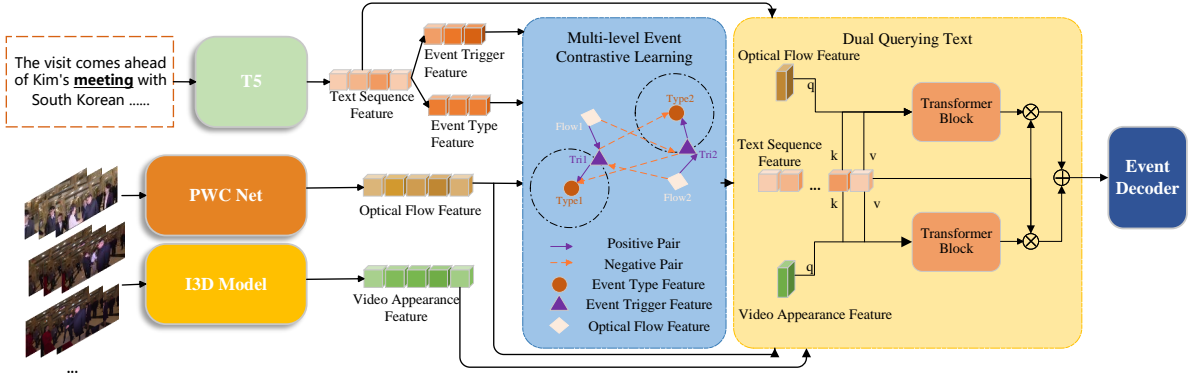 The visit comes ahead
of Kim's meeting with
South Korean ......
T5
Text Sequence
Feature
Event Trigger
Feature
Event Type
Feature
PWC Net
Optical Flow Feature
I3D Model
Video Appearance
Feature
...
Multi-level Event
Contrastive Learning
Type2
Flow1
Tri1
Tri2
Type1
Flow2
Positive Pair
Negative Pair
Event Type Feature
Event Trigger Feature
Optical Flow Feature
Dual Querying Text
Optical Flow Feature
q
Transformer
Block
Text Sequence
Feature
...
k
v
k
v
Transformer
Block
q
Video Appearance Feature
Event
Decoder